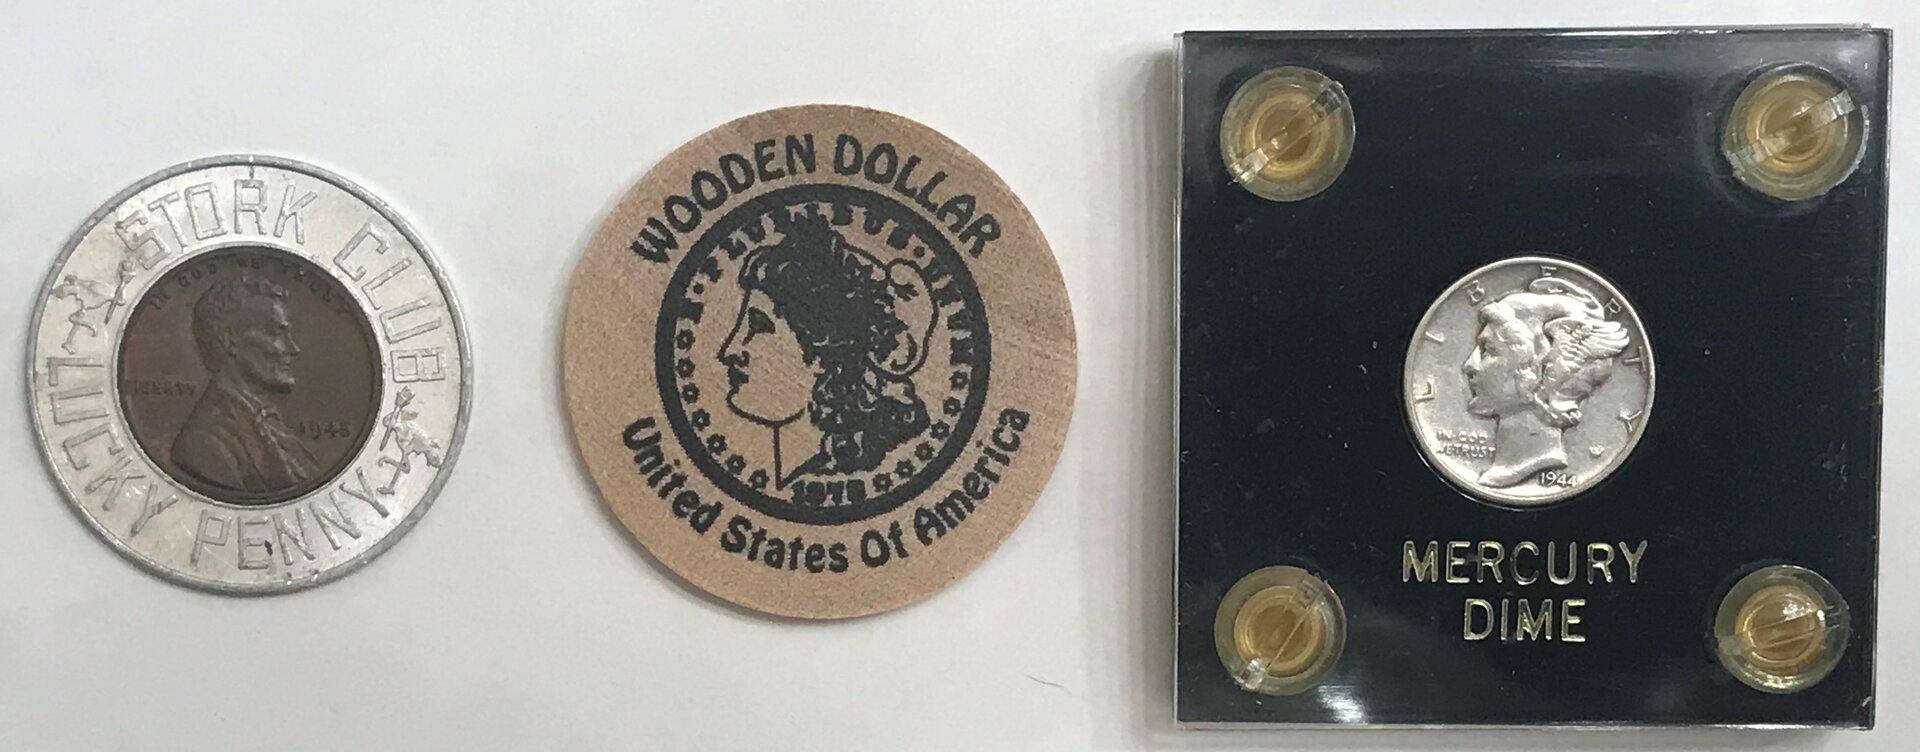 STORK CLUB
LUCKY PENNY
IN GOD WE TRUST
LIBERTY
1948
WOODEN DOLLAR
E·PLURIBUS·UNUM
1878
United States Of America
LIBERTY
IN·GOD
WE TRUST
1944
MERCURY
DIME